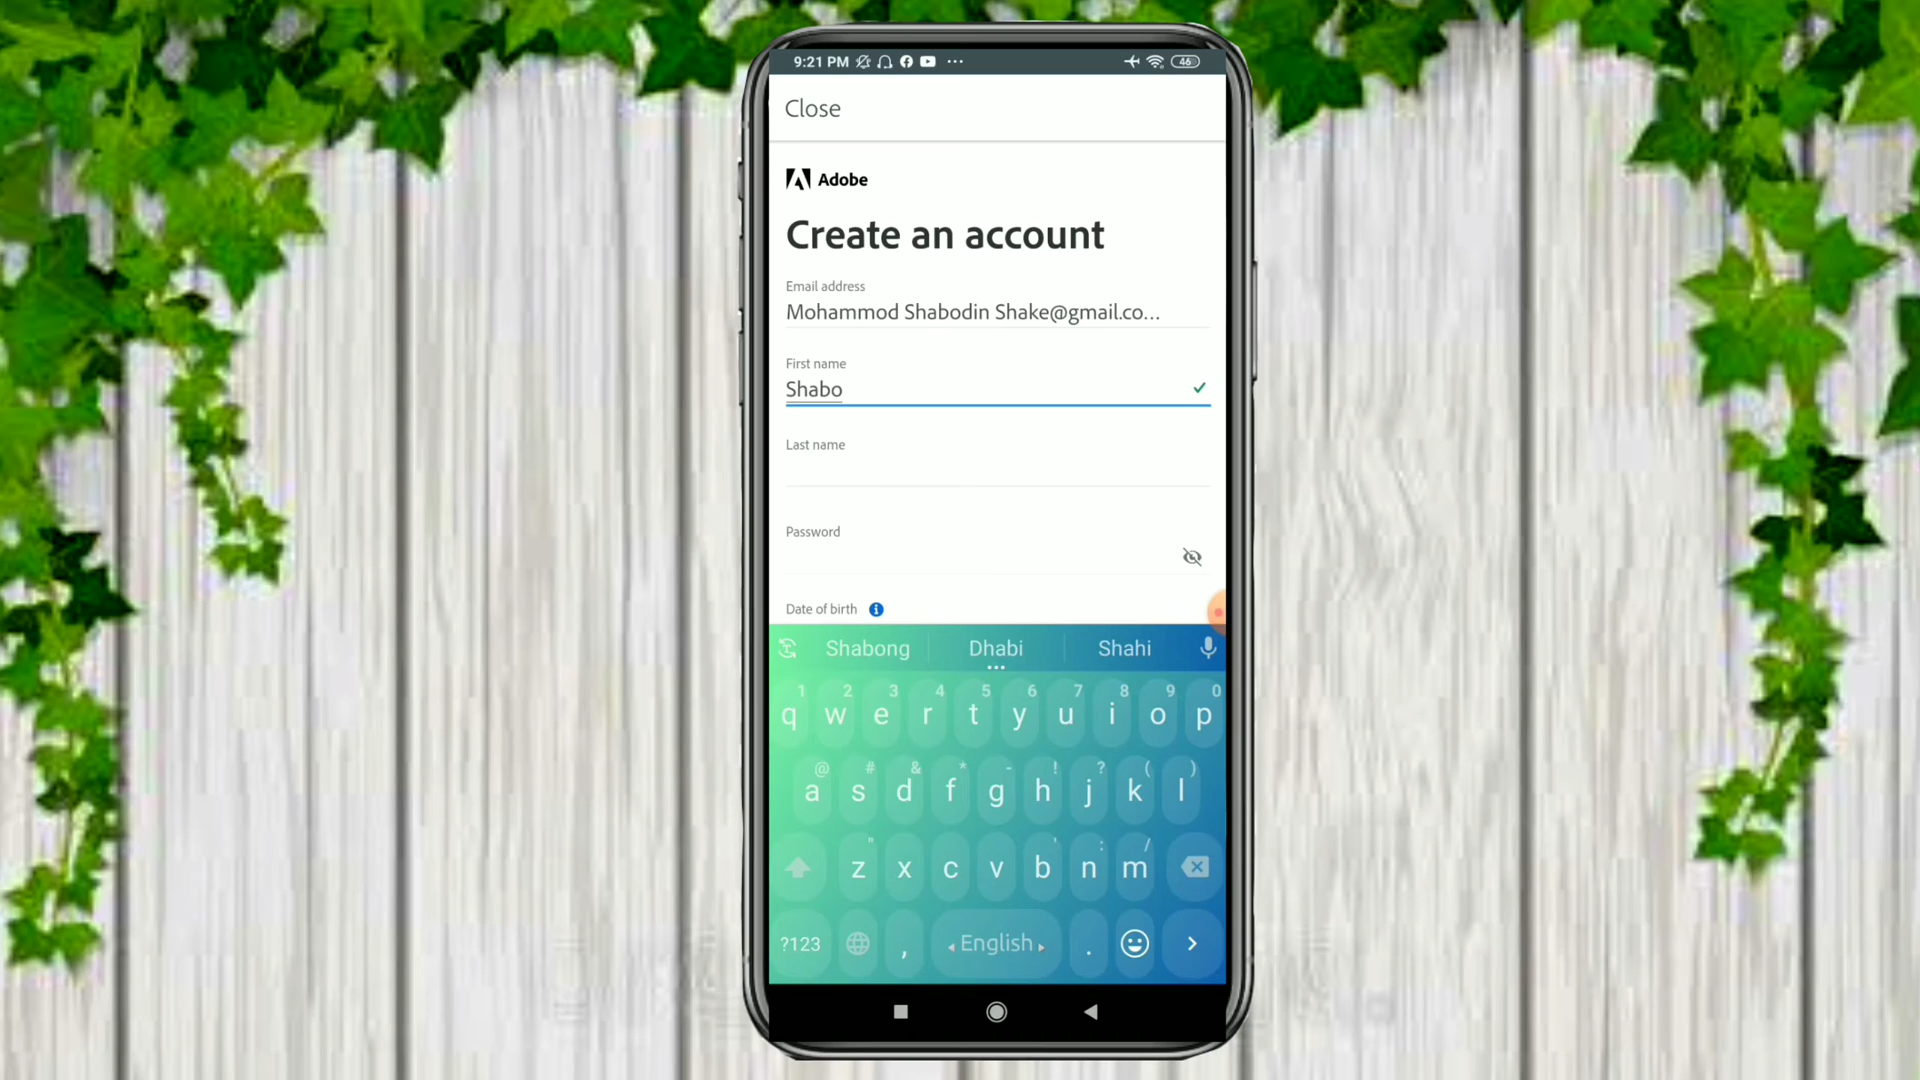 9:21 PM ... 46
Close
Adobe
Create an account
Email address
Mohammod Shabodin Shake@gmail.co...
First name
Shabo
Last name
Password
Date of birth i
Shabong Dhabi Shahi
...
1 2 3 4 5 6 7 8 9 0
q w e r t y u i o p
@ # & * - ! ? ( )
a s d f g h j k l
" ' : /
z x c v b n m
?123 , English . >